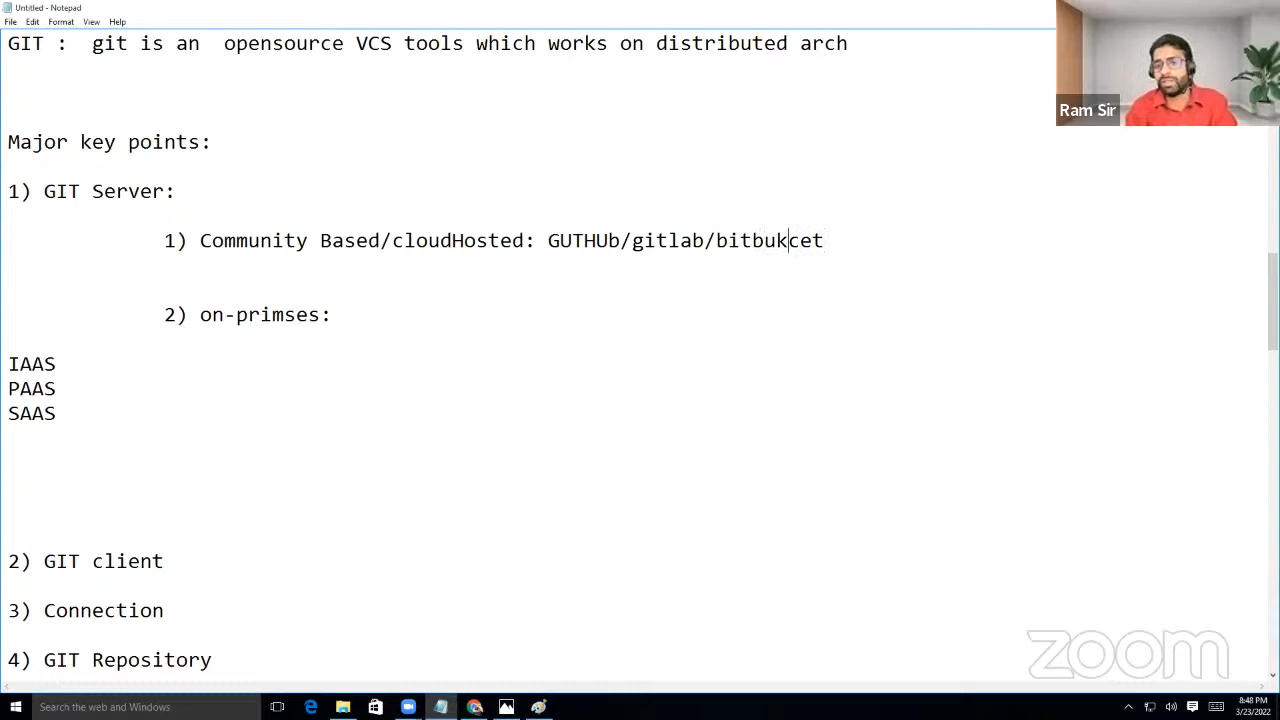 Untitled - Notepad
File Edit Format View Help
GIT : git is an opensource VCS tools which works on distributed arch
Ram Sir
Major key points:
1) GIT Server:
1) Community Based/cloudHosted: GUTHUb/gitlab/bitbukcet
2) on-primses:
IAAS
PAAS
SAAS
2) GIT client
3) Connection
4) GIT Repository
zoom
Search the web and Windows
8:48 PM
3/23/2022